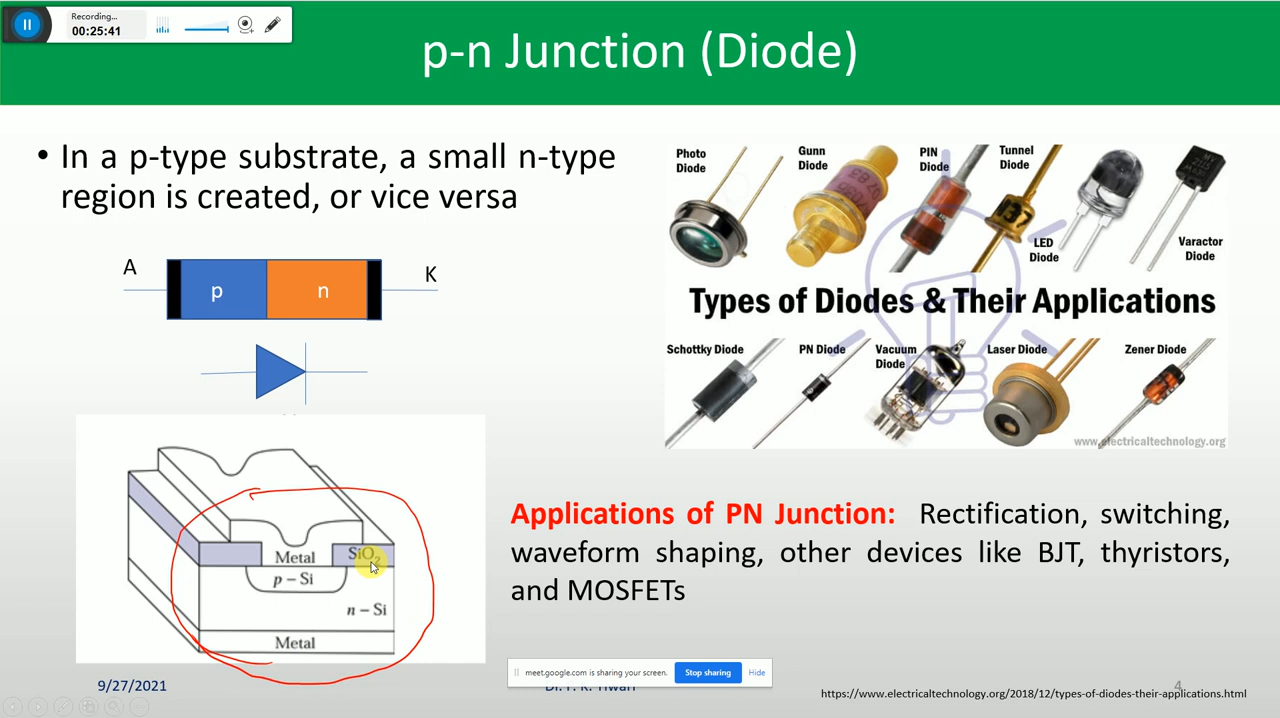 Recording...
00:25:41
p-n Junction (Diode)
• In a p-type substrate, a small n-type
region is created, or vice versa
A
p
n
K
Photo
Diode
Gunn
Diode
PIN
Diode
Tunnel
Diode
LED
Diode
Varactor
Diode
Types of Diodes & Their Applications
Schottky Diode
PN Diode
Vacuum
Diode
Laser Diode
Zener Diode
www.electricaltechnology.org
Metal
SiO2
p – Si
n – Si
Metal
Applications of PN Junction: Rectification, switching,
waveform shaping, other devices like BJT, thyristors,
and MOSFETs
meet.google.com is sharing your screen.
Stop sharing
Hide
9/27/2021
4
https://www.electricaltechnology.org/2018/12/types-of-diodes-their-applications.html